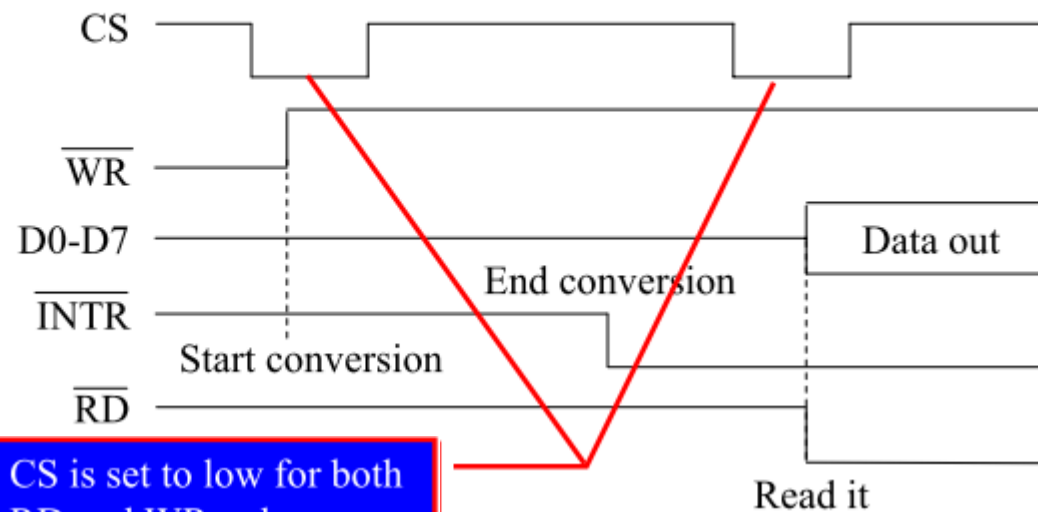 CS
WR
D0-D7
Data out
End conversion
INTR
Start conversion
RD
CS is set to low for both
Read it